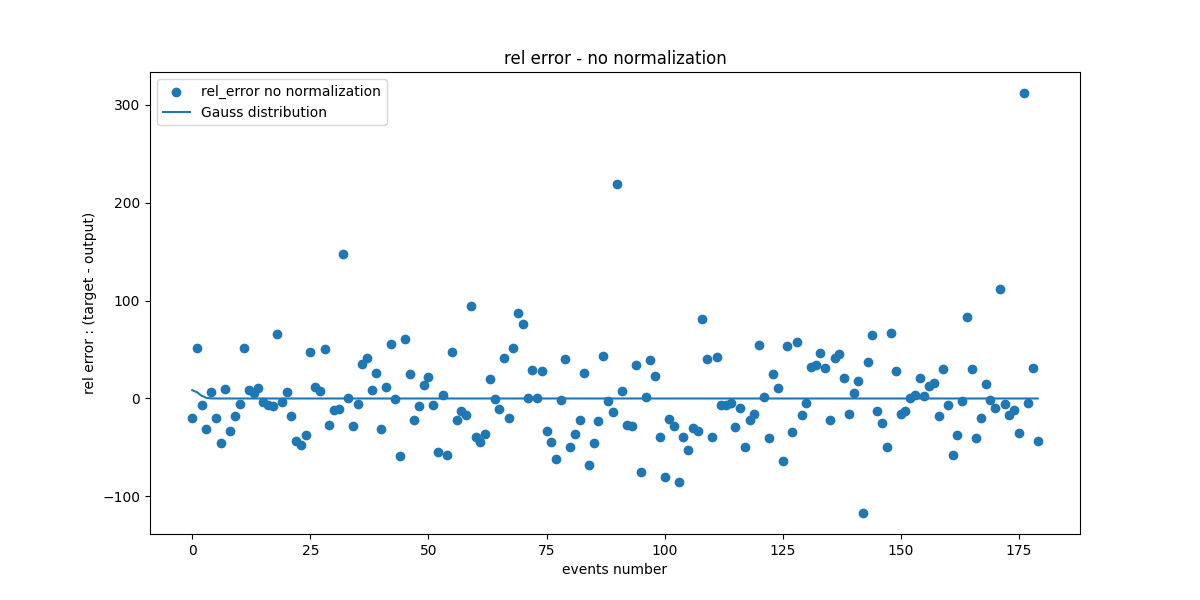 rel error - no normalization
rel_error no normalization
Gauss distribution
rel error : (target - output)
300
200
100
0
−100
0 25 50 75 100 125 150 175
events number